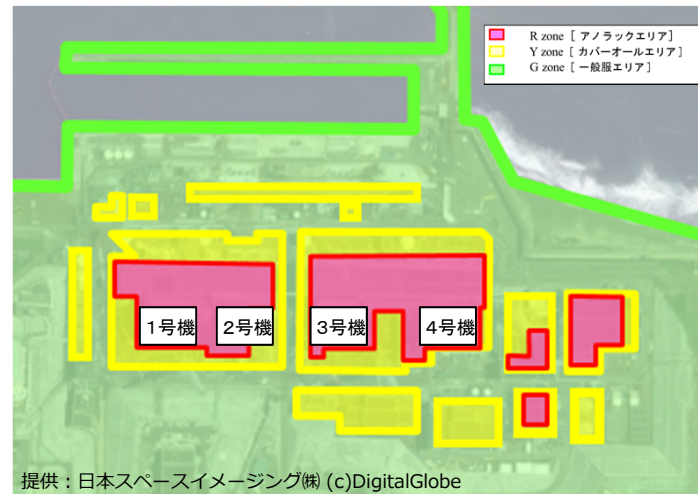 R zone [ アノラックエリア]
Y zone [ カバーオールエリア]
G zone [ 一般服エリア]
1号機
2号機
3号機
4号機
提供：日本スペースイメージング㈱ (c)DigitalGlobe